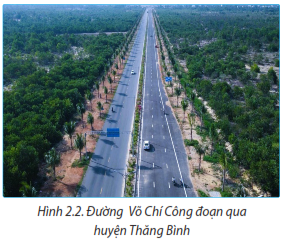 Hình 2.2. Đường Võ Chí Công đoạn qua
huyện Thăng Bình